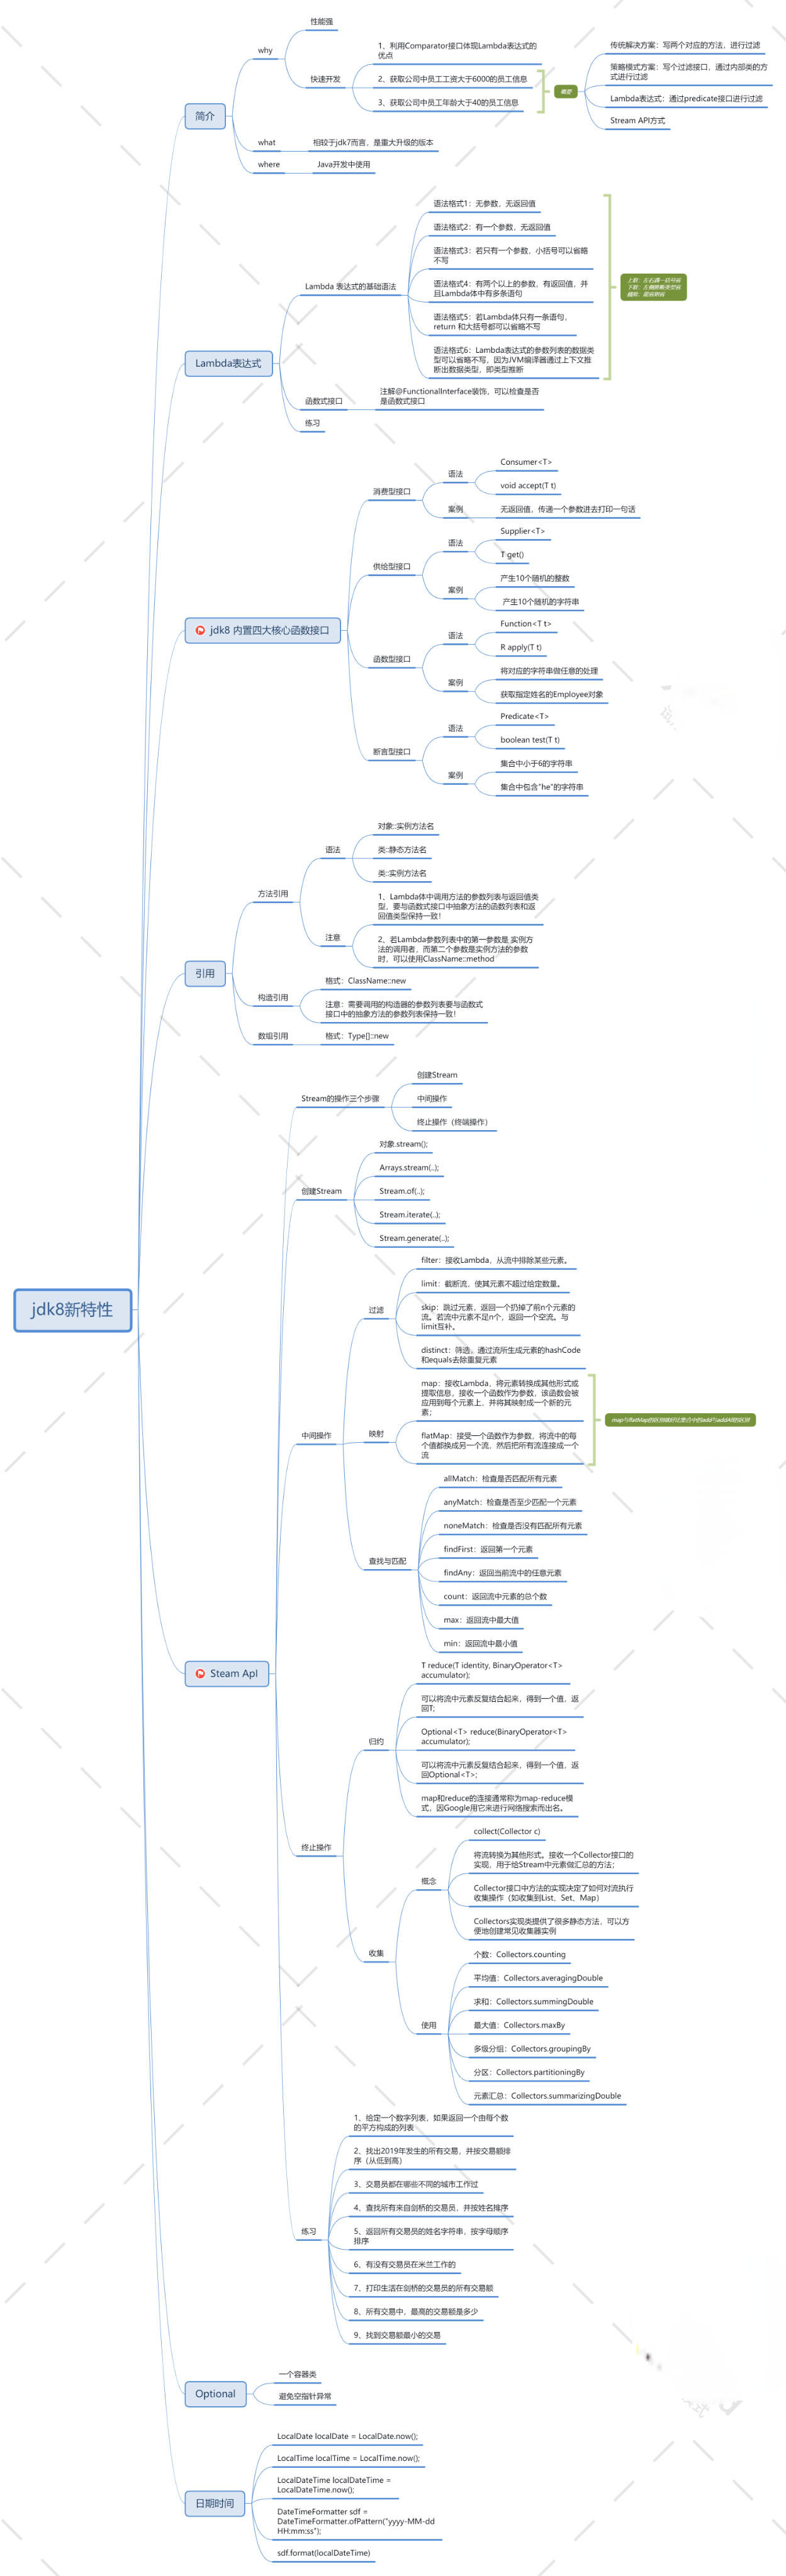 jdk8新特性
简介
why
性能强
快速开发
1、利用Comparator接口体现Lambda表达式的
优点
2、获取公司中员工工资大于6000的员工信息
3、获取公司中员工年龄大于40的员工信息
传统解决方案：写两个对应的方法，进行过滤
策略模式方案：写个过滤接口，通过内部类的方
式进行过滤
Lambda表达式：通过predicate接口进行过滤
Stream API方式
what
相较于jdk7而言，是重大升级的版本
where
Java开发中使用
Lambda表达式
Lambda 表达式的基础语法
语法格式1：无参数，无返回值
语法格式2：有一个参数，无返回值
语法格式3：若只有一个参数，小括号可以省略
不写
语法格式4：有两个以上的参数，有返回值，并
且Lambda体中有多条语句
语法格式5：若Lambda体只有一条语句，
return 和大括号都可以省略不写
语法格式6：Lambda表达式的参数列表的数据类
型可以省略不写，因为JVM编译器通过上下文推
断出数据类型，即类型推断
函数式接口
注解@FunctionalInterface装饰，可以检查是否
是函数式接口
练习
jdk8 内置四大核心函数接口
消费型接口
语法
Consumer<T>
void accept(T t)
案例
无返回值，传递一个参数进去打印一句话
供给型接口
语法
Supplier<T>
T get()
案例
产生10个随机的整数
产生10个随机的字符串
函数型接口
语法
Function<T t>
R apply(T t)
案例
将对应的字符串做任意的处理
获取指定姓名的Employee对象
断言型接口
语法
Predicate<T>
boolean test(T t)
案例
集合中小于6的字符串
集合中包含"he"的字符串
引用
方法引用
语法
对象::实例方法名
类::静态方法名
类::实例方法名
注意
1、Lambda体中调用方法的参数列表与返回值类
型，要与函数式接口中抽象方法的函数列表和返
回值类型保持一致！
2、若Lambda参数列表中的第一参数是 实例方
法的调用者，而第二个参数是实例方法的参数
时，可以使用ClassName::method
构造引用
格式：ClassName::new
注意：需要调用的构造器的参数列表要与函数式
接口中的抽象方法的参数列表保持一致！
数组引用
格式：Type[]::new
Steam ApI
Stream的操作三个步骤
创建Stream
中间操作
终止操作（终端操作）
创建Stream
对象.stream();
Arrays.stream(..);
Stream.of(..);
Stream.iterate(..);
Stream.generate(..);
中间操作
过滤
filter：接收Lambda，从流中排除某些元素。
limit：截断流，使其元素不超过给定数量。
skip：跳过元素，返回一个扔掉了前n个元素的
流。若流中元素不足n个，返回一个空流。与
limit互补。
distinct：筛选，通过流所生成元素的hashCode
和equals去除重复元素
映射
map：接收Lambda，将元素转换成其他形式或
提取信息，接收一个函数作为参数，该函数会被
应用到每个元素上，并将其映射成一个新的元
素；
flatMap：接受一个函数作为参数，将流中的每
个值都换成另一个流，然后把所有流连接成一个
流
查找与匹配
allMatch：检查是否匹配所有元素
anyMatch：检查是否至少匹配一个元素
noneMatch：检查是否没有匹配所有元素
findFirst：返回第一个元素
findAny：返回当前流中的任意元素
count：返回流中元素的总个数
max：返回流中最大值
min：返回流中最小值
终止操作
归约
T reduce(T identity, BinaryOperator<T>
accumulator);
可以将流中元素反复结合起来，得到一个值，返
回T;
Optional<T> reduce(BinaryOperator<T>
accumulator);
可以将流中元素反复结合起来，得到一个值，返
回Optional<T>;
map和reduce的连接通常称为map-reduce模
式，因Google用它来进行网络搜索而出名。
收集
概念
collect(Collector c)
将流转换为其他形式。接收一个Collector接口的
实现，用于给Stream中元素做汇总的方法；
Collector接口中方法的实现决定了如何对流执行
收集操作（如收集到List、Set、Map）
Collectors实现类提供了很多静态方法，可以方
便地创建常见收集器实例
使用
个数：Collectors.counting
平均值：Collectors.averagingDouble
求和：Collectors.summingDouble
最大值：Collectors.maxBy
多级分组：Collectors.groupingBy
分区：Collectors.partitioningBy
元素汇总：Collectors.summarizingDouble
练习
1、给定一个数字列表，如果返回一个由每个数
的平方构成的列表
2、找出2019年发生的所有交易，并按交易额排
序（从低到高）
3、交易员都在哪些不同的城市工作过
4、查找所有来自剑桥的交易员，并按姓名排序
5、返回所有交易员的姓名字符串，按字母顺序
排序
6、有没有交易员在米兰工作的
7、打印生活在剑桥的交易员的所有交易额
8、所有交易中，最高的交易额是多少
9、找到交易额最小的交易
Optional
一个容器类
避免空指针异常
日期时间
LocalDate localDate = LocalDate.now();
LocalTime localTime = LocalTime.now();
LocalDateTime localDateTime =
LocalDateTime.now();
DateTimeFormatter sdf =
DateTimeFormatter.ofPattern("yyyy-MM-dd
HH:mm:ss");
sdf.format(localDateTime)